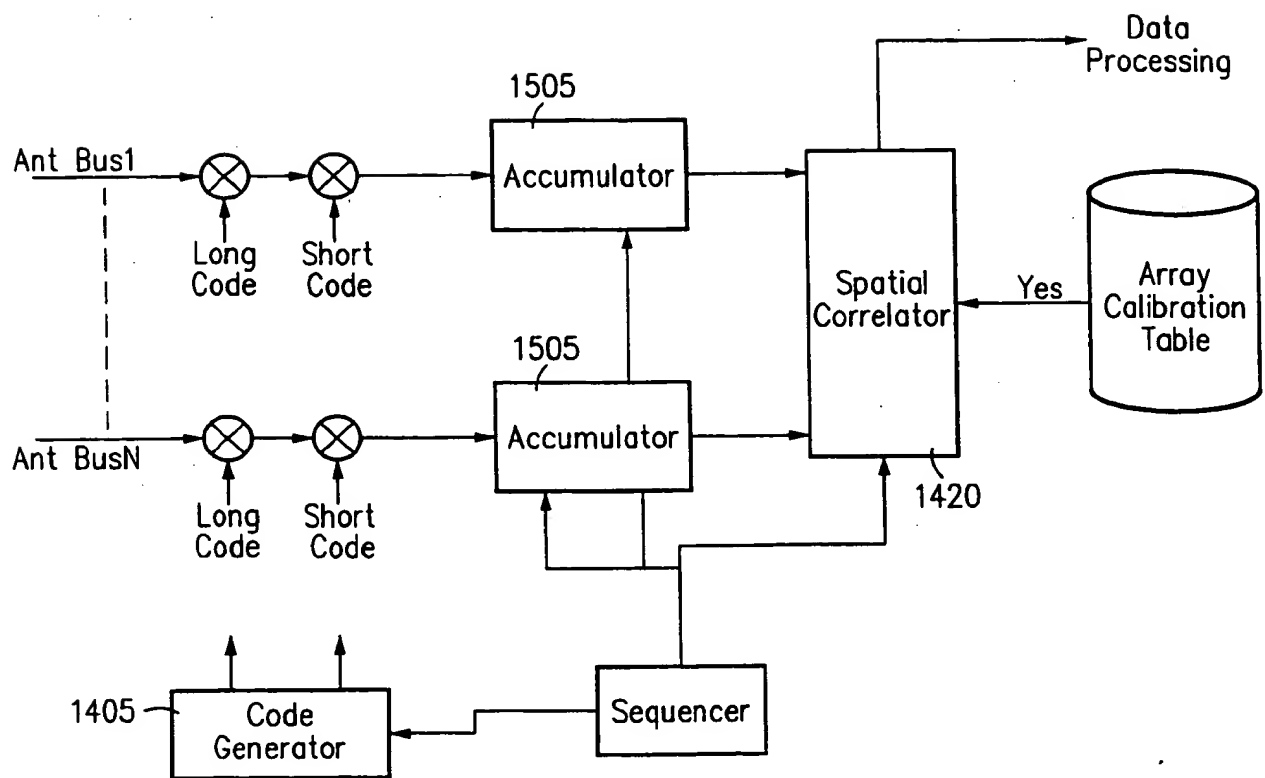 Data
Processing
1505
Ant Bus1
Accumulator
Long
Code
Short
Code
Spatial
Correlator
Yes
Array
Calibration
Table
1505
Ant BusN
Accumulator
Long
Code
Short
Code
1420
1405
Code
Generator
Sequencer